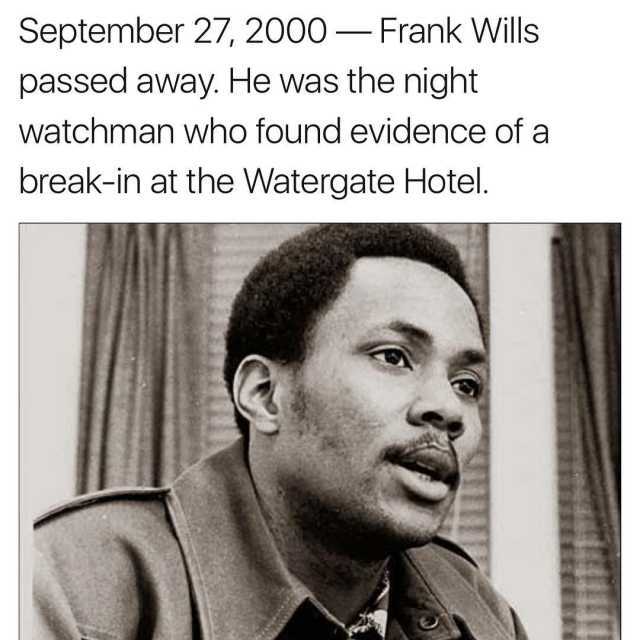 September 27, 2000 — Frank Wills
passed away. He was the night
watchman who found evidence of a
break-in at the Watergate Hotel.